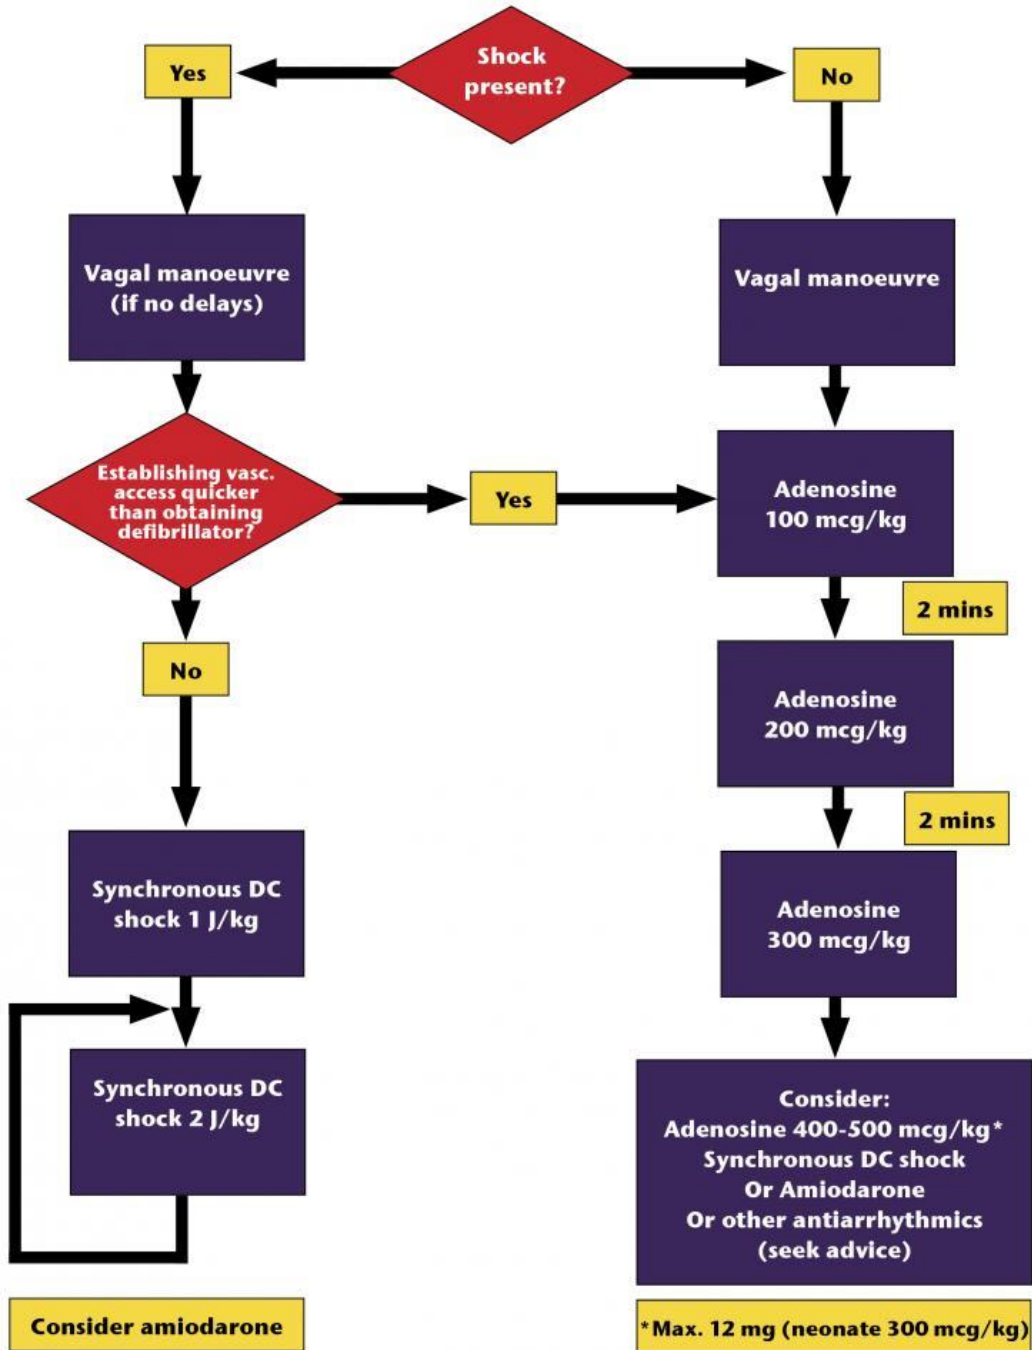 Shock
present?
Yes
No
Vagal manoeuvre
(if no delays)
Vagal manoeuvre
Establishing vasc.
access quicker
than obtaining
defibrillator?
Yes
Adenosine
100 mcg/kg
2 mins
No
Adenosine
200 mcg/kg
2 mins
Synchronous DC
shock 1 J/kg
Adenosine
300 mcg/kg
Synchronous DC
shock 2 J/kg
Consider:
Adenosine 400-500 mcg/kg*
Synchronous DC shock
Or Amiodarone
Or other antiarrhythmics
(seek advice)
Consider amiodarone
*Max. 12 mg (neonate 300 mcg/kg)